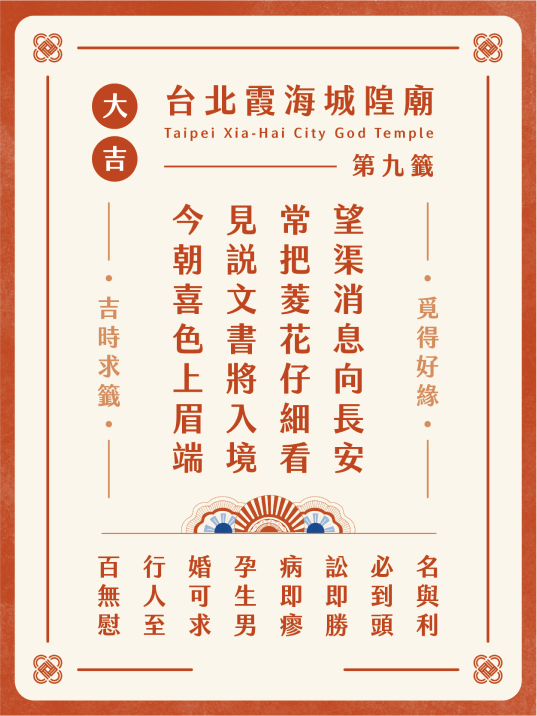 大吉
台北霞海城隍廟
Taipei Xia-Hai City God Temple
第九籤
覓得好緣
望渠消息向長安
常把菱花仔細看
見説文書將入境
今朝喜色上眉端
吉時求籤
名與利
必到頭
訟即勝
病即瘳
孕生男
婚可求
行人至
百無慰